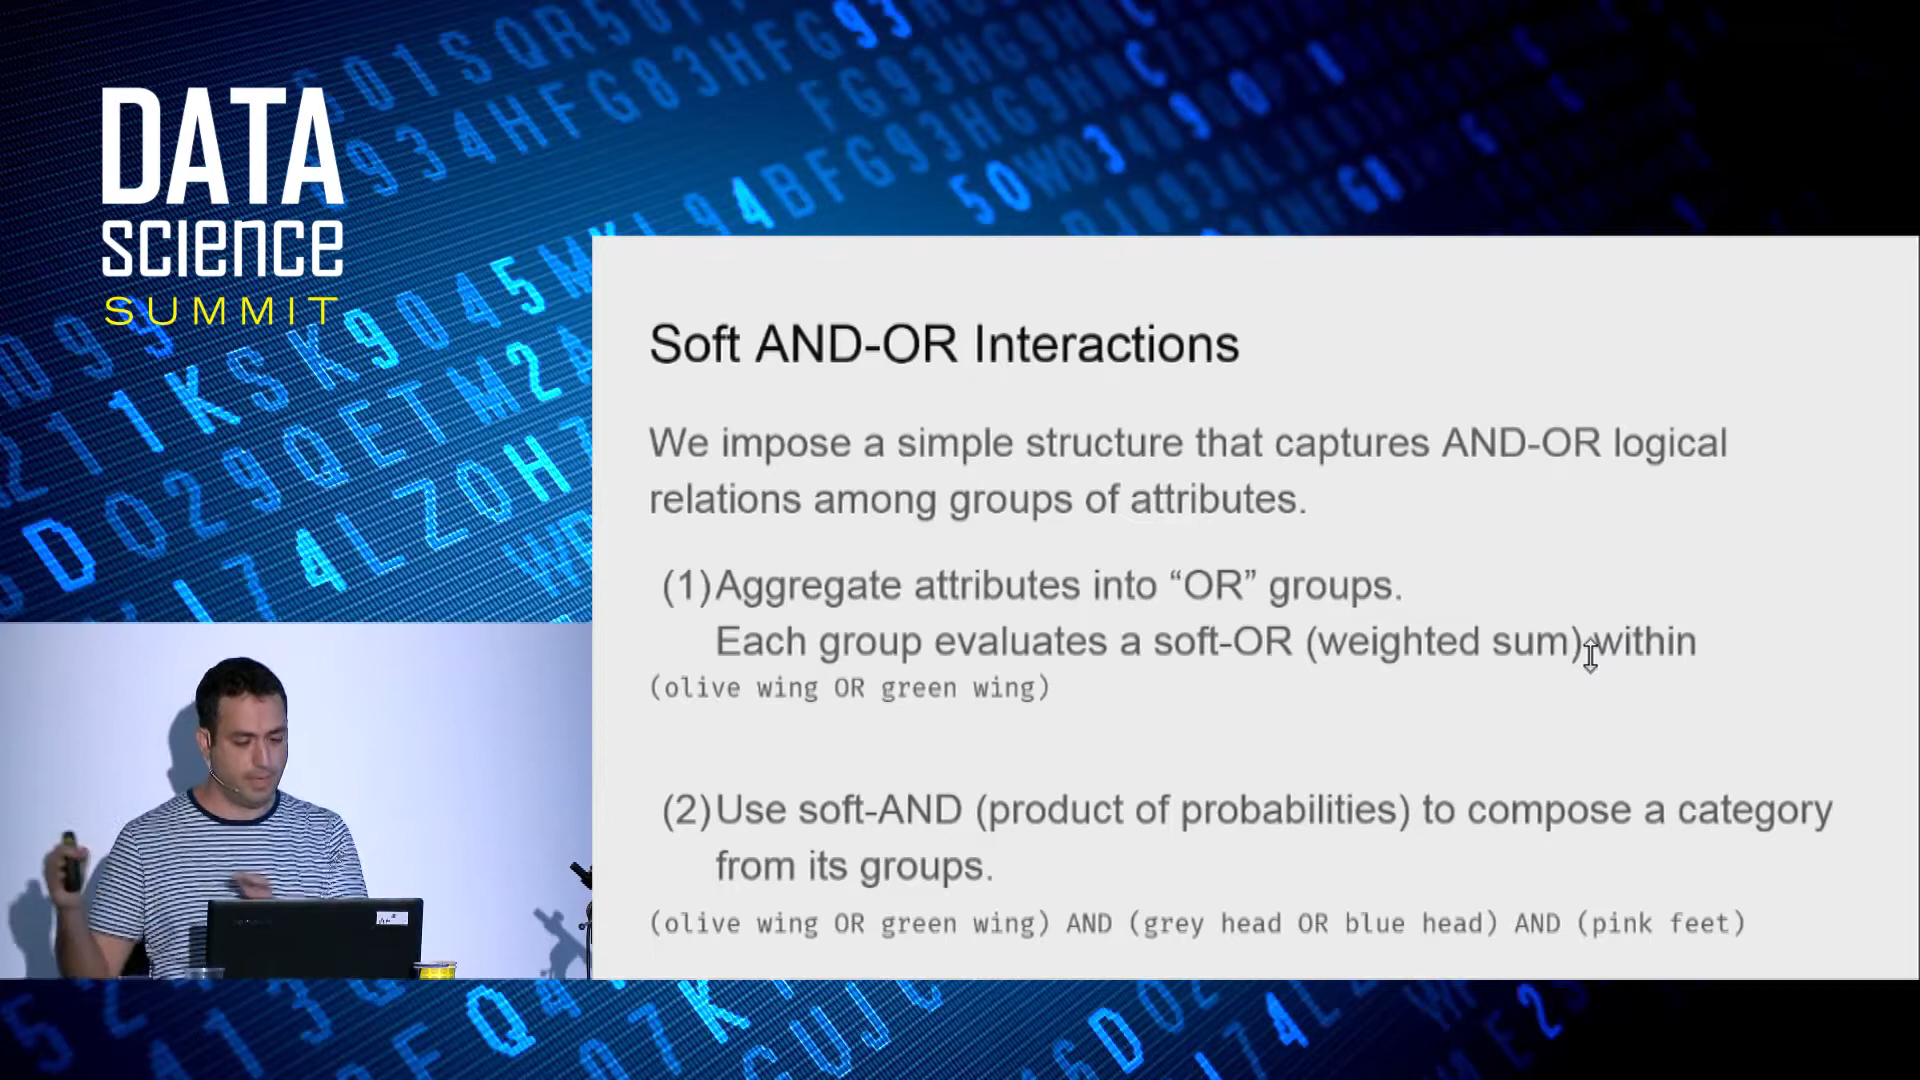 DATA
science
SUMMIT
Soft AND-OR Interactions
We impose a simple structure that captures AND-OR logical
relations among groups of attributes.
(1) Aggregate attributes into “OR” groups.
Each group evaluates a soft-OR (weighted sum) within
(olive wing OR green wing)
(2) Use soft-AND (product of probabilities) to compose a category
from its groups.
(olive wing OR green wing) AND (grey head OR blue head) AND (pink feet)